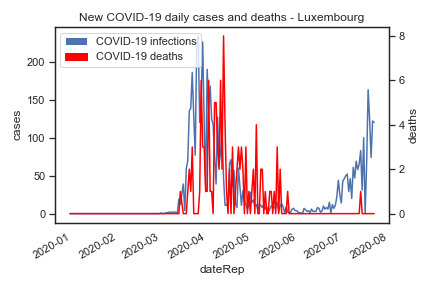 New COVID-19 daily cases and deaths - Luxembourg
COVID-19 infections
COVID-19 deaths
200
150
100
50
0
cases
8
6
4
2
0
deaths
2020-01 2020-02 2020-03 2020-04 2020-05 2020-06 2020-07 2020-08
dateRep